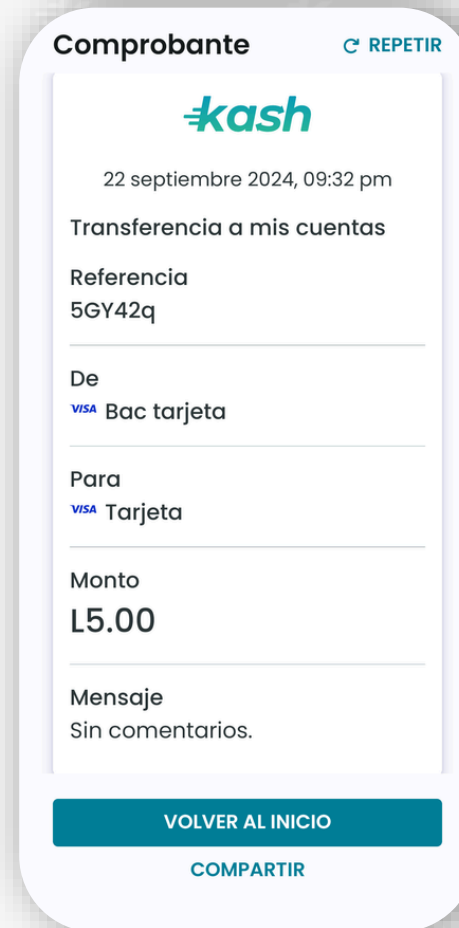 Comprobante
REPETIR
kash
22 septiembre 2024, 09:32 pm
Transferencia a mis cuentas
Referencia
5GY42q
De
VISA Bac tarjeta
Para
VISA Tarjeta
Monto
L5.00
Mensaje
Sin comentarios.
VOLVER AL INICIO
COMPARTIR